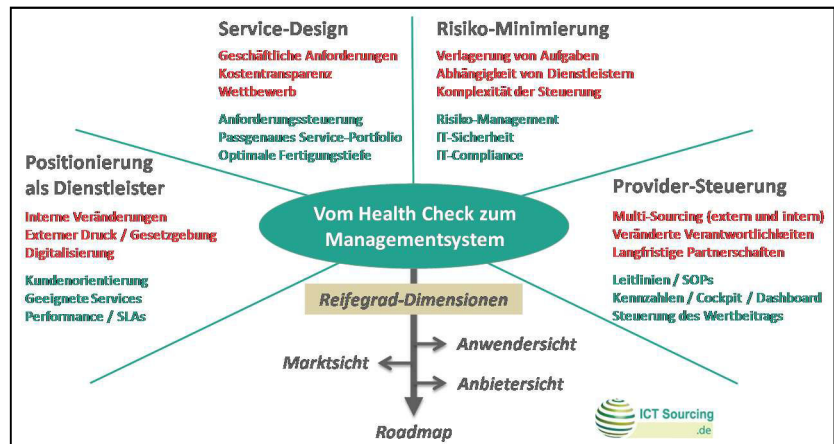 Service-Design
Geschäftliche Anforderungen
Kostentransparenz
Wettbewerb
Anforderungssteuerung
Passgenaues Service-Portfolio
Optimale Fertigungstiefe
Risiko-Minimierung
Verlagerung von Aufgaben
Abhängigkeit von Dienstleistern
Komplexität der Steuerung
Risiko-Management
IT-Sicherheit
IT-Compliance
Positionierung
als Dienstleister
Interne Veränderungen
Externer Druck / Gesetzgebung
Digitalisierung
Kundenorientierung
Geeignete Services
Performance / SLAs
Vom Health Check zum
Managementsystem
Provider-Steuerung
Multi-Sourcing (extern und intern)
Veränderte Verantwortlichkeiten
Langfristige Partnerschaften
Leitlinien / SOPs
Kennzahlen / Cockpit / Dashboard
Steuerung des Wertbeitrags
Reifegrad-Dimensionen
Anwendersicht
Marktsicht
Anbietersicht
Roadmap
ICT Sourcing
.de